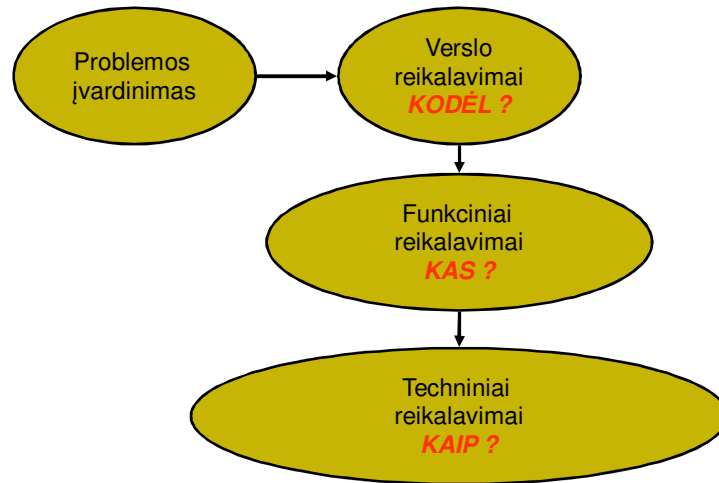 Problemos
įvardinimas
Verslo
reikalavimai
KODĖL ?
Funkciniai
reikalavimai
KAS ?
Techniniai
reikalavimai
KAIP ?